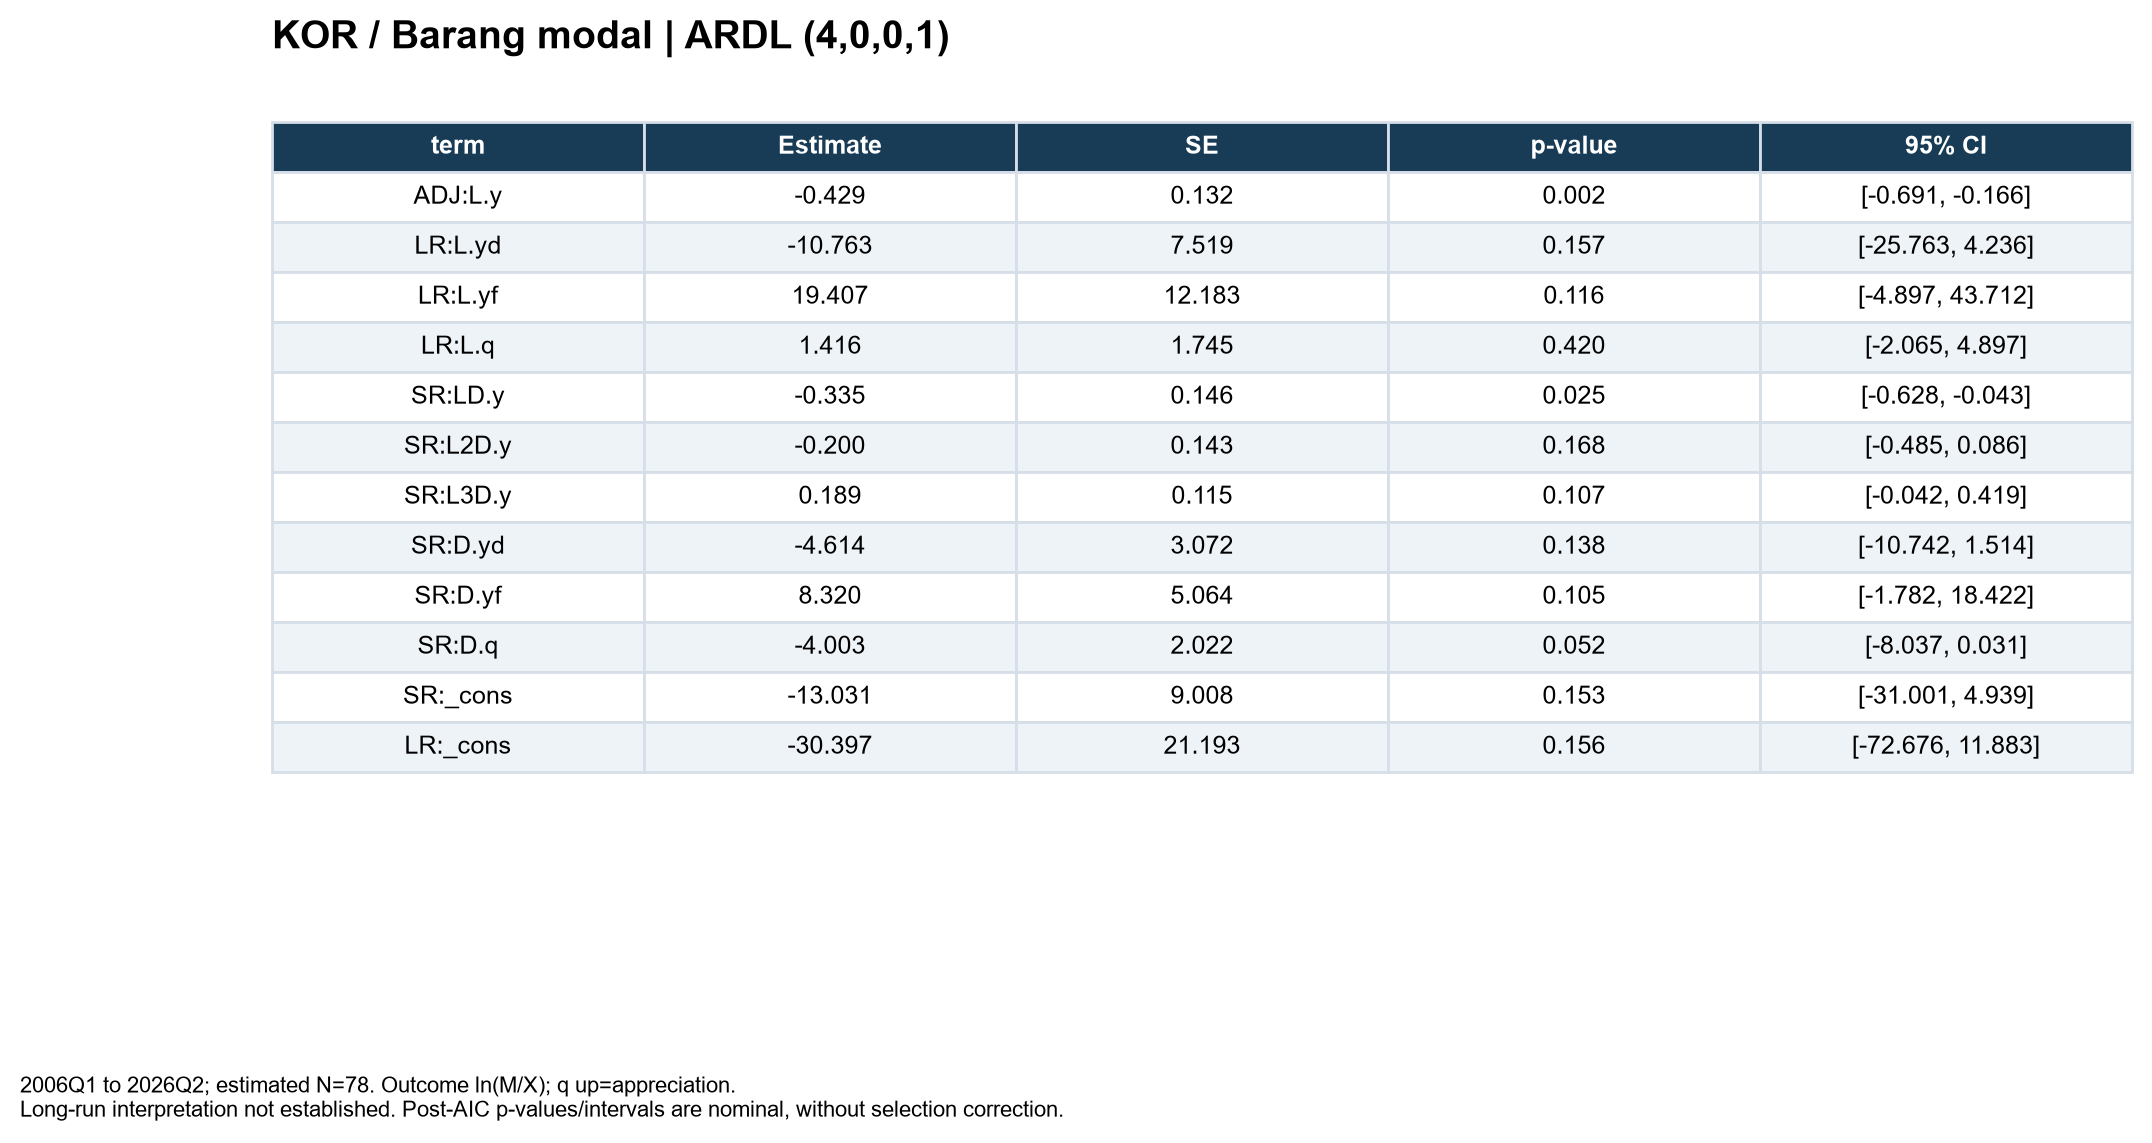 KOR / Barang modal | ARDL (4,0,0,1)
term Estimate SE p-value 95% CI
ADJ:L.y -0.429 0.132 0.002 [-0.691, -0.166]
LR:L.yd -10.763 7.519 0.157 [-25.763, 4.236]
LR:L.yf 19.407 12.183 0.116 [-4.897, 43.712]
LR:L.q 1.416 1.745 0.420 [-2.065, 4.897]
SR:LD.y -0.335 0.146 0.025 [-0.628, -0.043]
SR:L2D.y -0.200 0.143 0.168 [-0.485, 0.086]
SR:L3D.y 0.189 0.115 0.107 [-0.042, 0.419]
SR:D.yd -4.614 3.072 0.138 [-10.742, 1.514]
SR:D.yf 8.320 5.064 0.105 [-1.782, 18.422]
SR:D.q -4.003 2.022 0.052 [-8.037, 0.031]
SR:_cons -13.031 9.008 0.153 [-31.001, 4.939]
LR:_cons -30.397 21.193 0.156 [-72.676, 11.883]
2006Q1 to 2026Q2; estimated N=78. Outcome ln(M/X); q up=appreciation.
Long-run interpretation not established. Post-AIC p-values/intervals are nominal, without selection correction.